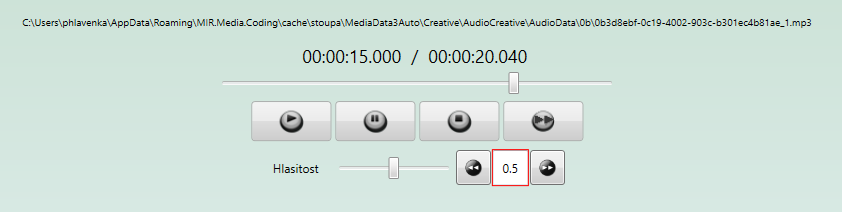 C:\Users\phlavenka\AppData\Roaming\MIR.Media.Coding\cache\stoupa\MediaData3Auto\Creative\AudioCreative\AudioData\0b\0b3d8ebf-0c19-4002-903c-b301ec4b81ae_1.mp3
00:00:15.000 / 00:00:20.040
Hlasitost 0.5